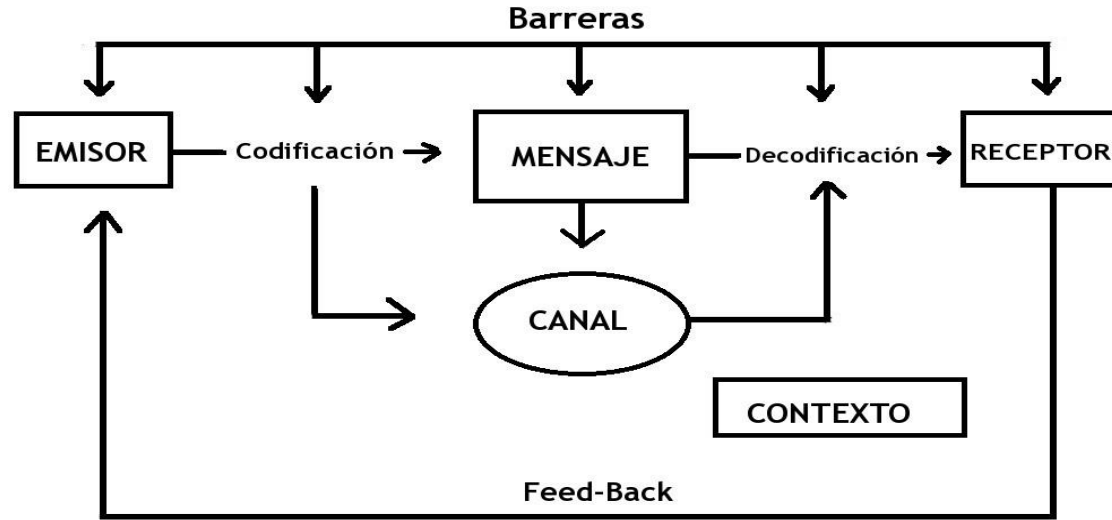 Barreras
EMISOR
Codificación
MENSAJE
Decodificación
RECEPTOR
CANAL
CONTEXTO
Feed-Back